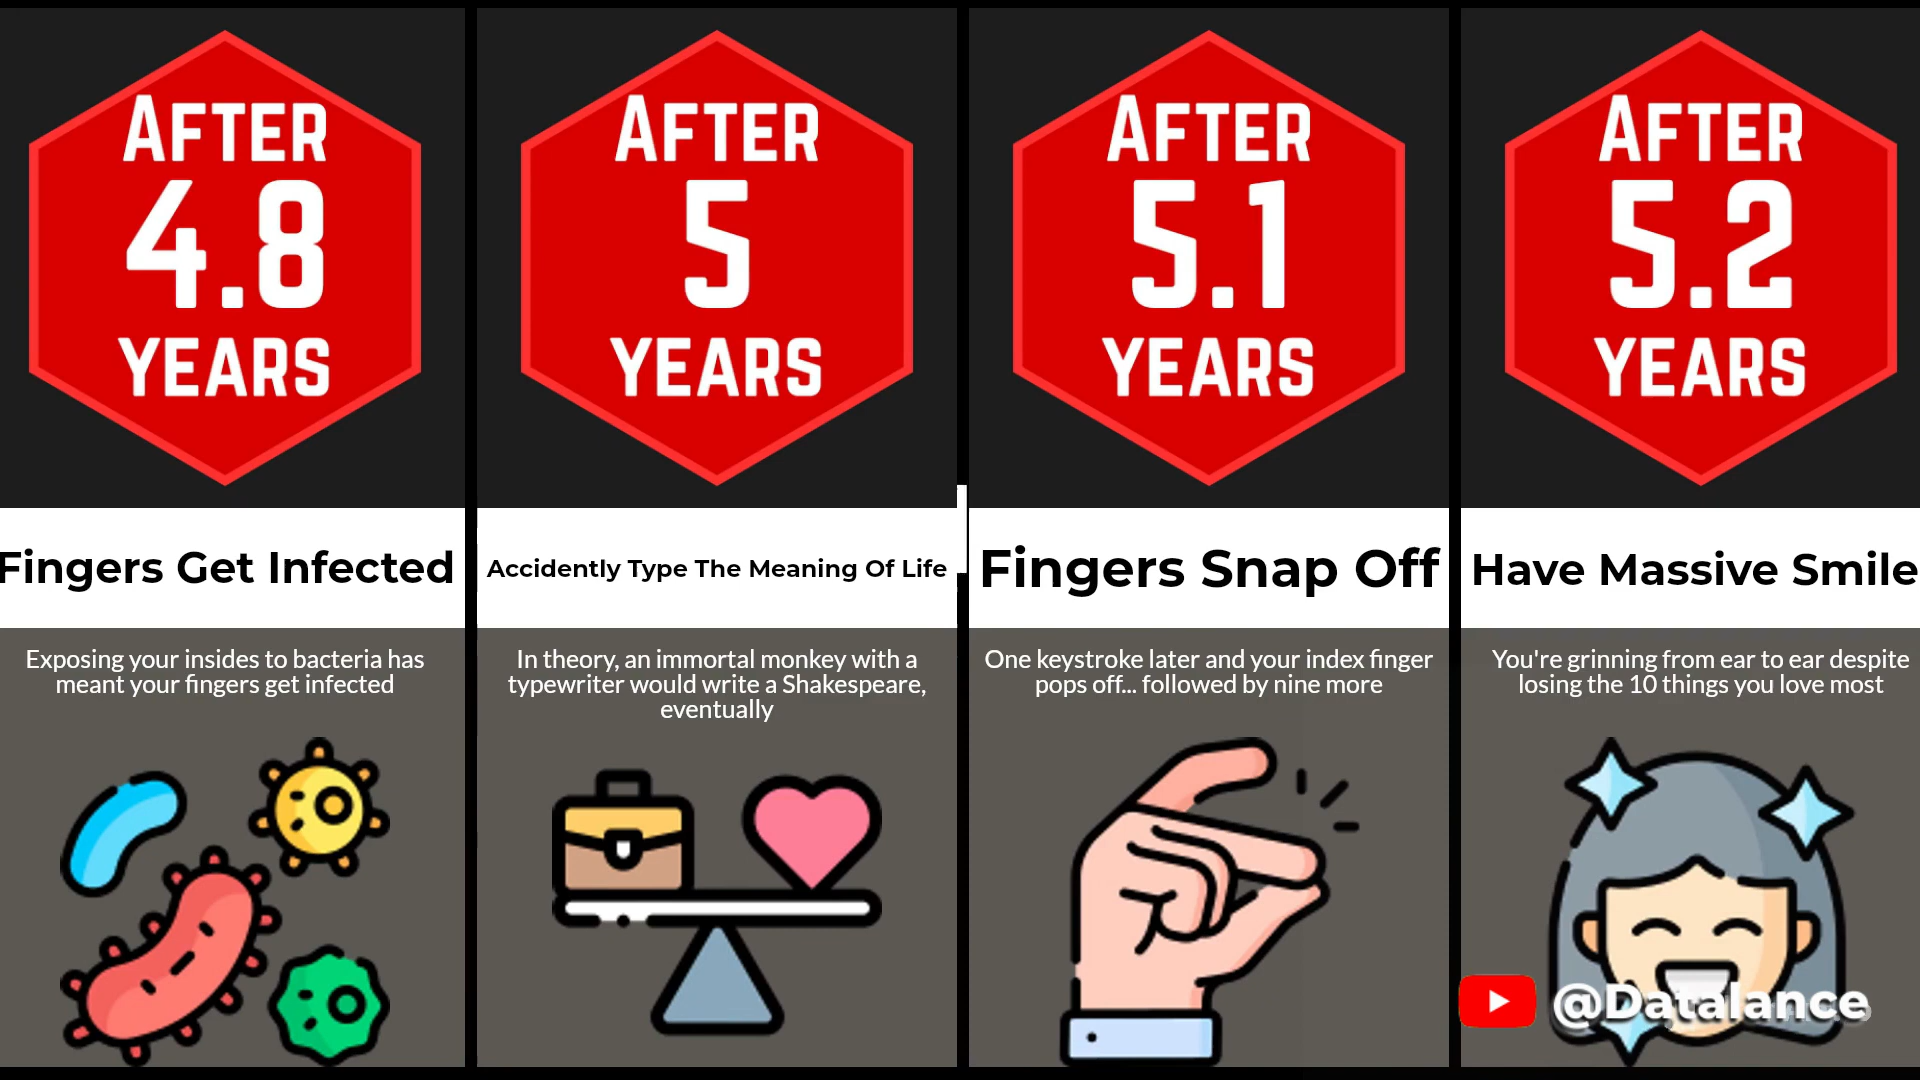 AFTER
4.8
YEARS
Fingers Get Infected
Exposing your insides to bacteria has
meant your fingers get infected
AFTER
5
YEARS
Accidently Type The Meaning Of Life
In theory, an immortal monkey with a
typewriter would write a Shakespeare,
eventually
AFTER
5.1
YEARS
Fingers Snap Off
One keystroke later and your index finger
pops off... followed by nine more
AFTER
5.2
YEARS
Have Massive Smile
You're grinning from ear to ear despite
losing the 10 things you love most
@Datalance